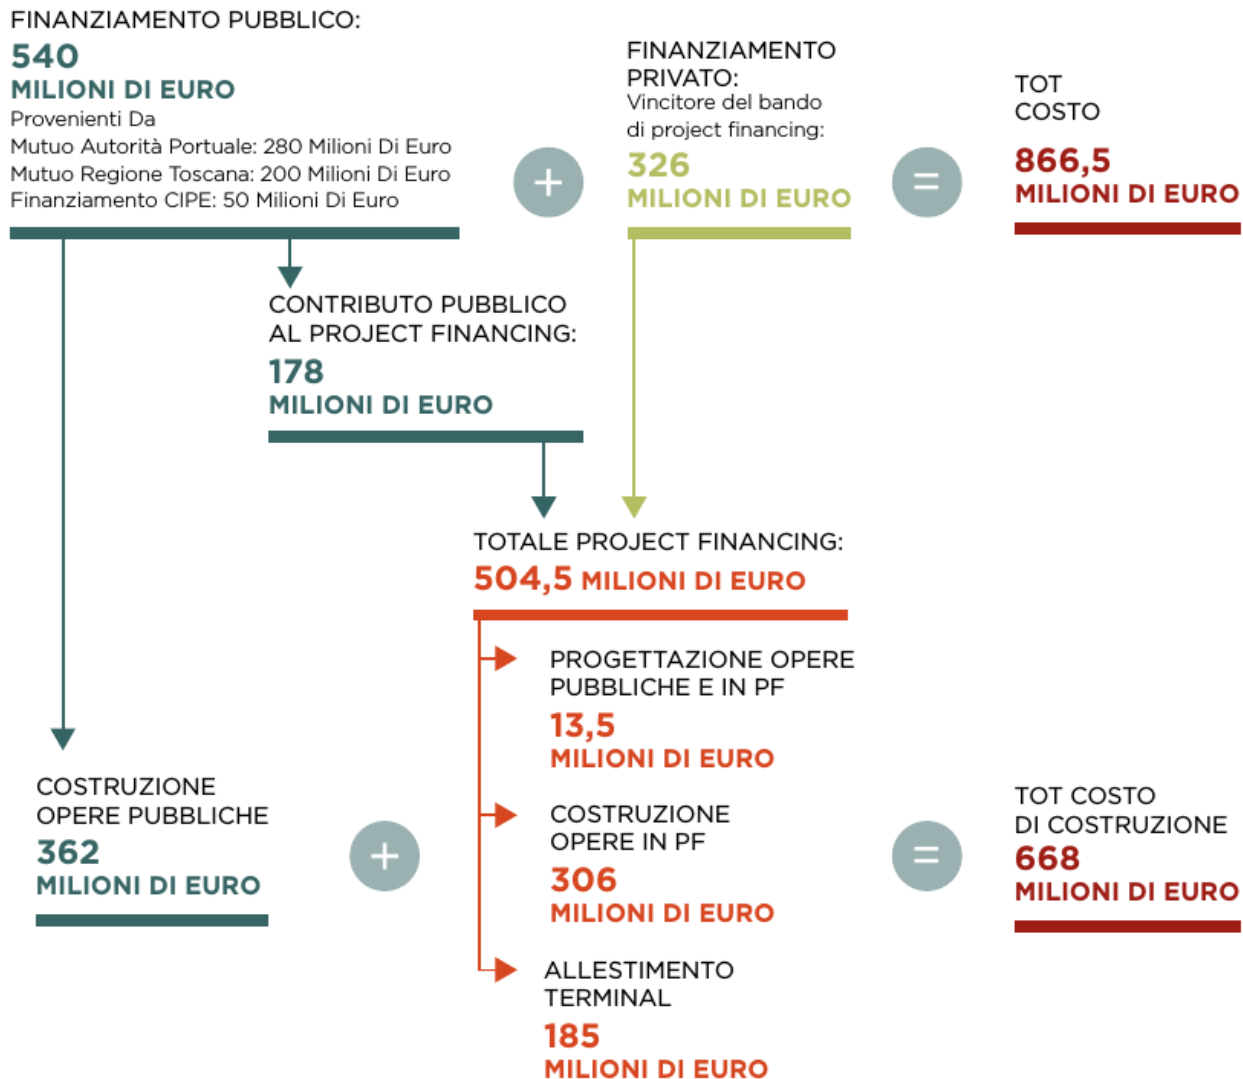 FINANZIAMENTO PUBBLICO:
540
MILIONI DI EURO
Provenienti Da
Mutuo Autorità Portuale: 280 Milioni Di Euro
Mutuo Regione Toscana: 200 Milioni Di Euro
Finanziamento CIPE: 50 Milioni Di Euro
+
FINANZIAMENTO
PRIVATO:
Vincitore del bando
di project financing:
326
MILIONI DI EURO
=
TOT
COSTO
866,5
MILIONI DI EURO
CONTRIBUTO PUBBLICO
AL PROJECT FINANCING:
178
MILIONI DI EURO
TOTALE PROJECT FINANCING:
504,5 MILIONI DI EURO
PROGETTAZIONE OPERE
PUBBLICHE E IN PF
13,5
MILIONI DI EURO
COSTRUZIONE
OPERE PUBBLICHE
362
MILIONI DI EURO
+
COSTRUZIONE
OPERE IN PF
306
MILIONI DI EURO
=
TOT COSTO
DI COSTRUZIONE
668
MILIONI DI EURO
ALLESTIMENTO
TERMINAL
185
MILIONI DI EURO